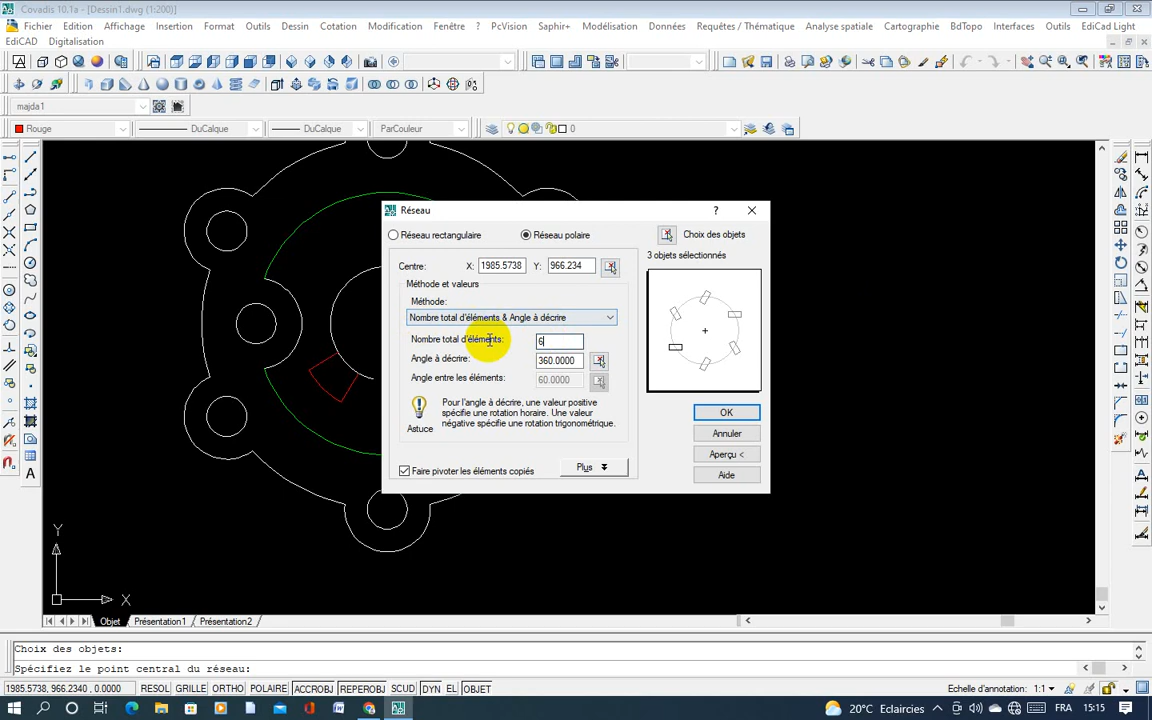 Covadis 10.1a - [Dessin1.dwg (1:200)]
Fichier Edition Affichage Insertion Format Outils Dessin Cotation Modification Fenêtre ? PcVision Saphir+ Modélisation Données Requêtes / Thématique Analyse spatiale Cartographie BdTopo Interfaces Outils EdiCad Light
EdiCAD Digitalisation
majda1
Rouge DuCalque DuCalque ParCouleur 0
Réseau ?
Réseau rectangulaire Réseau polaire Choix des objets
3 objets sélectionnés
Centre: X: 1985.5738 Y: 966.234
Méthode et valeurs
Méthode:
Nombre total d'éléments & Angle à décrire
Nombre total d'éléments: 6
Angle à décrire: 360.0000
Angle entre les éléments: 60.0000
Pour l'angle à décrire, une valeur positive
spécifie une rotation horaire. Une valeur
négative spécifie une rotation trigonométrique.
Astuce
Faire pivoter les éléments copiés Plus
OK
Annuler
Aperçu <
Aide
Y
X
Objet Présentation1 Présentation2
Choix des objets:
Spécifiez le point central du réseau:
1985.5738, 966.2340, 0.0000 RESOL GRILLE ORTHO POLAIRE ACCROBJ REPEROBJ SCUD DYN EL OBJET Echelle d'annotation: 1:1
20°C Eclaircies FRA 15:15